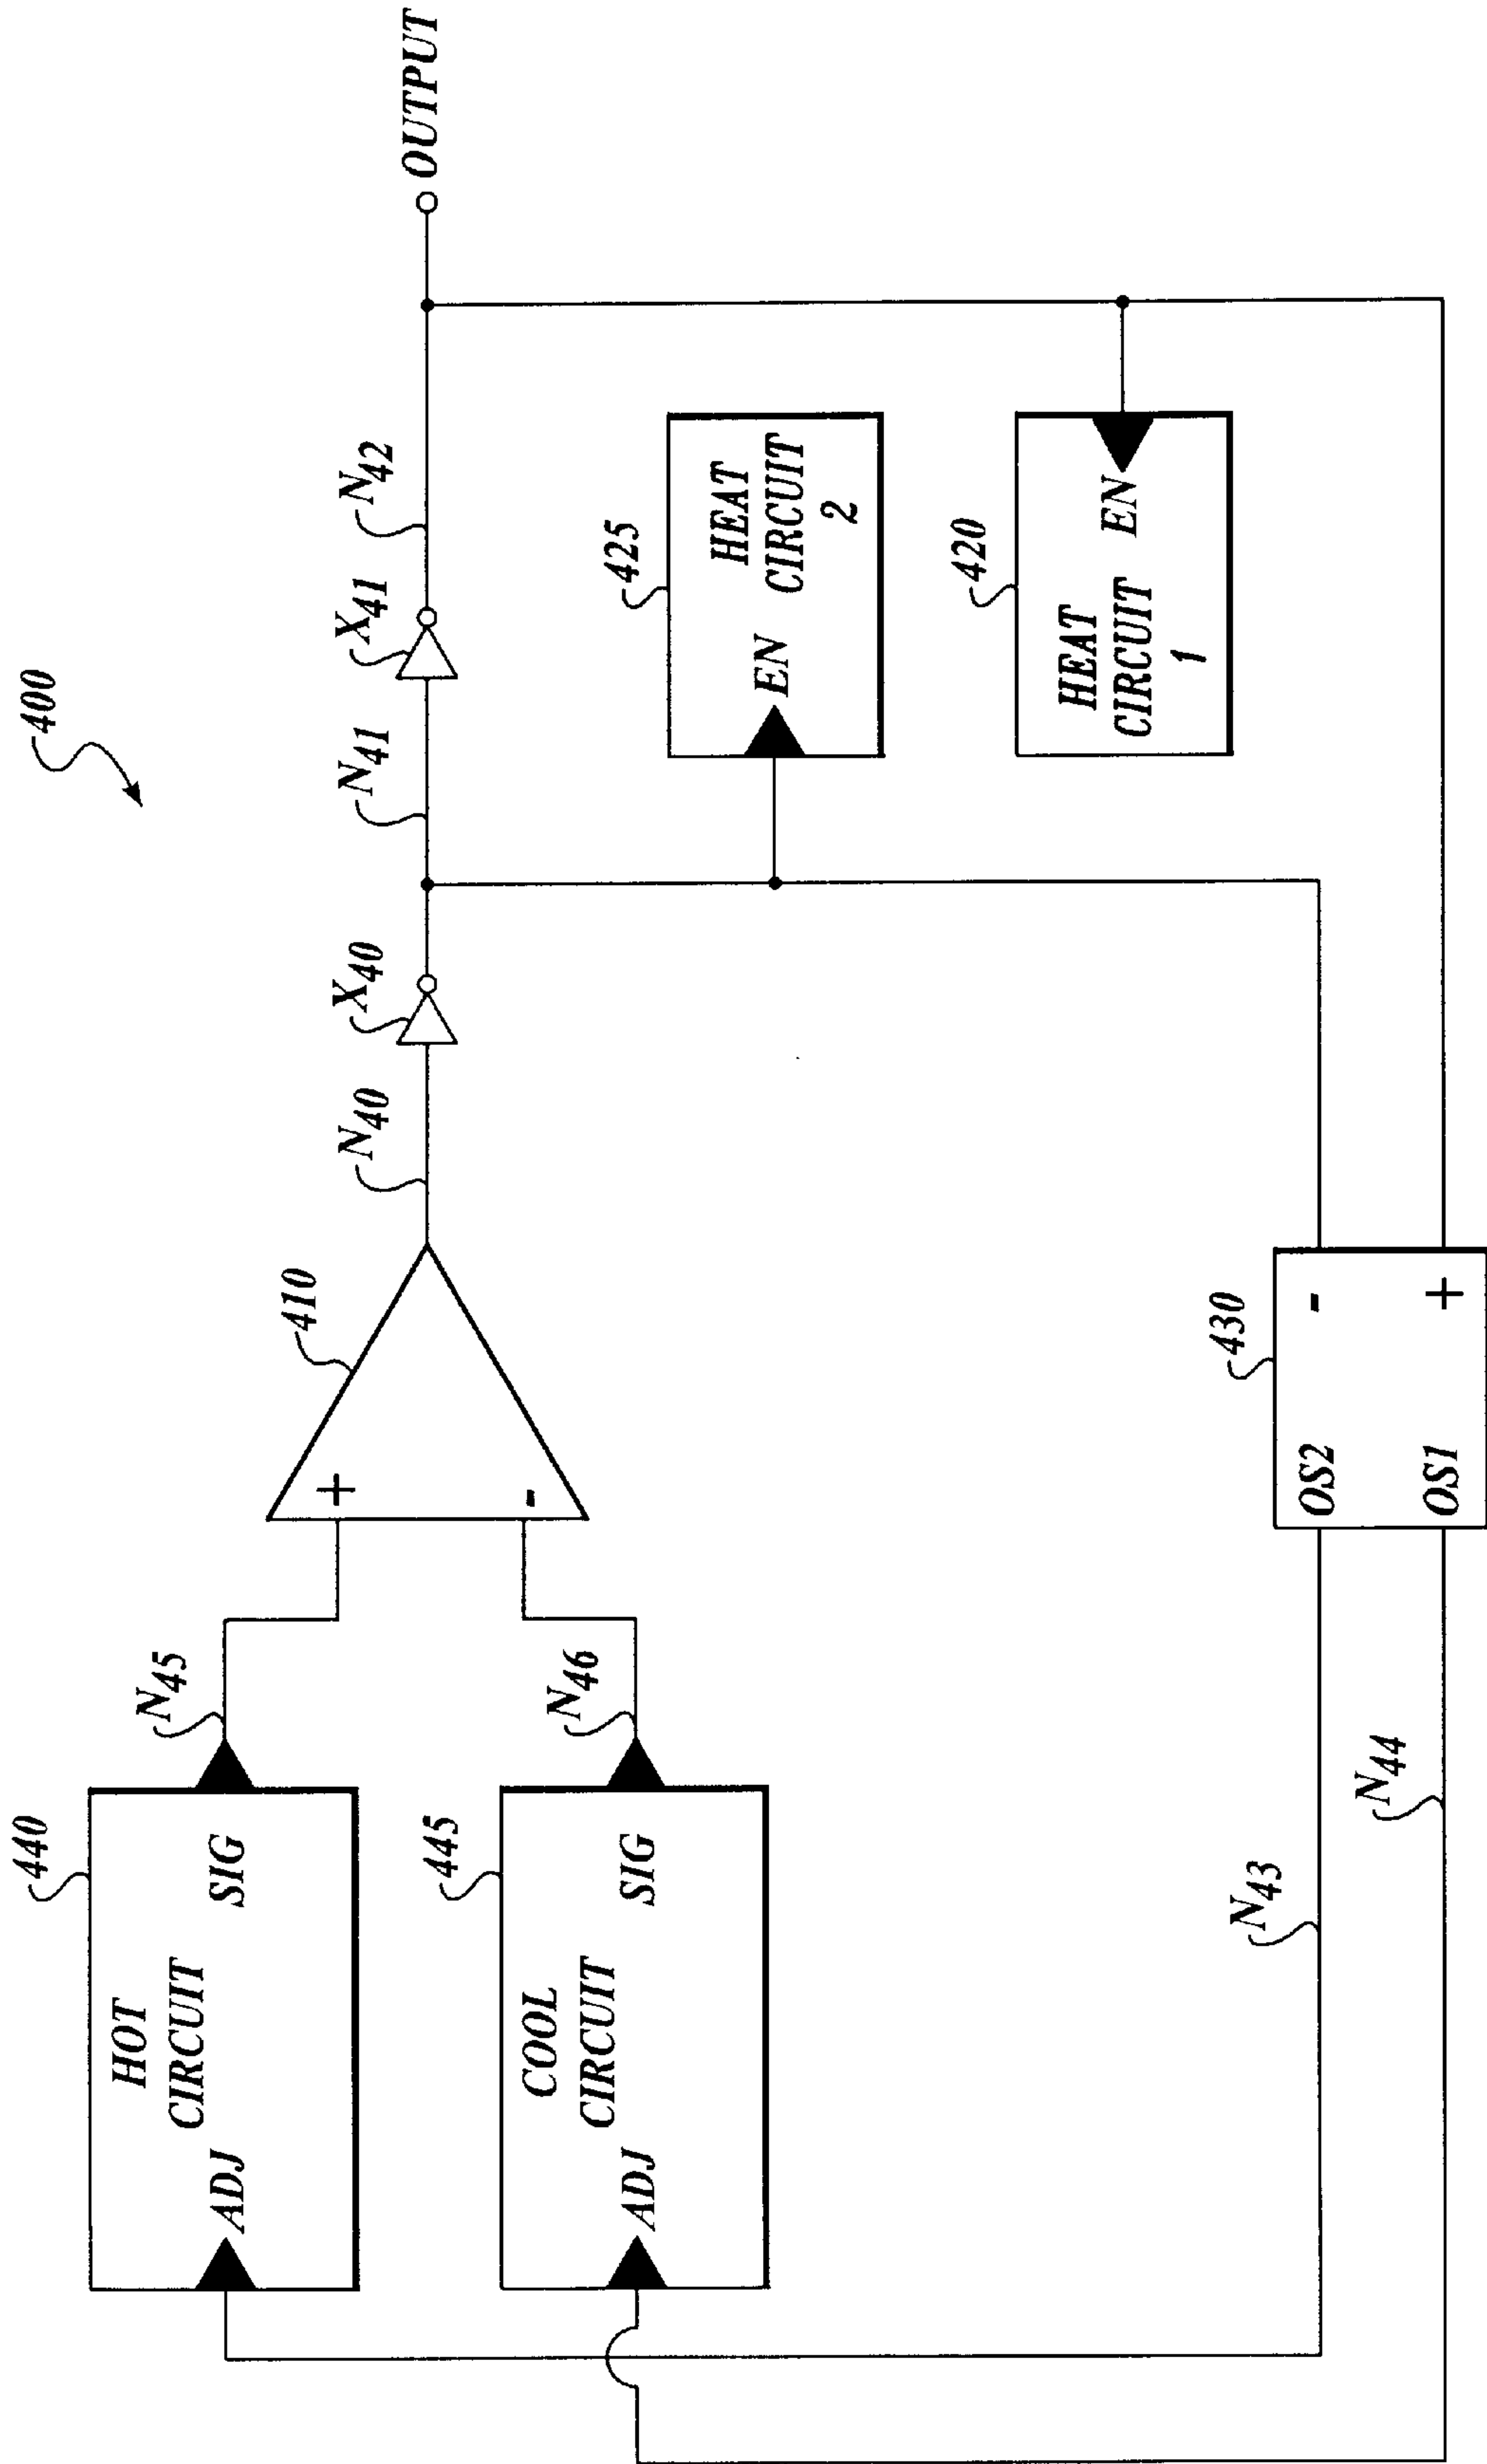 400
440
HOT
CIRCUIT
ADJ
SIG
N45
445
COOL
CIRCUIT
ADJ
SIG
N46
410
+
-
N40
X40
N41
X41
N42
OUTPUT
425
EN
HEAT
CIRCUIT
2
420
HEAT
CIRCUIT
1
EN
430
OS2
-
OS1
+
N43
N44